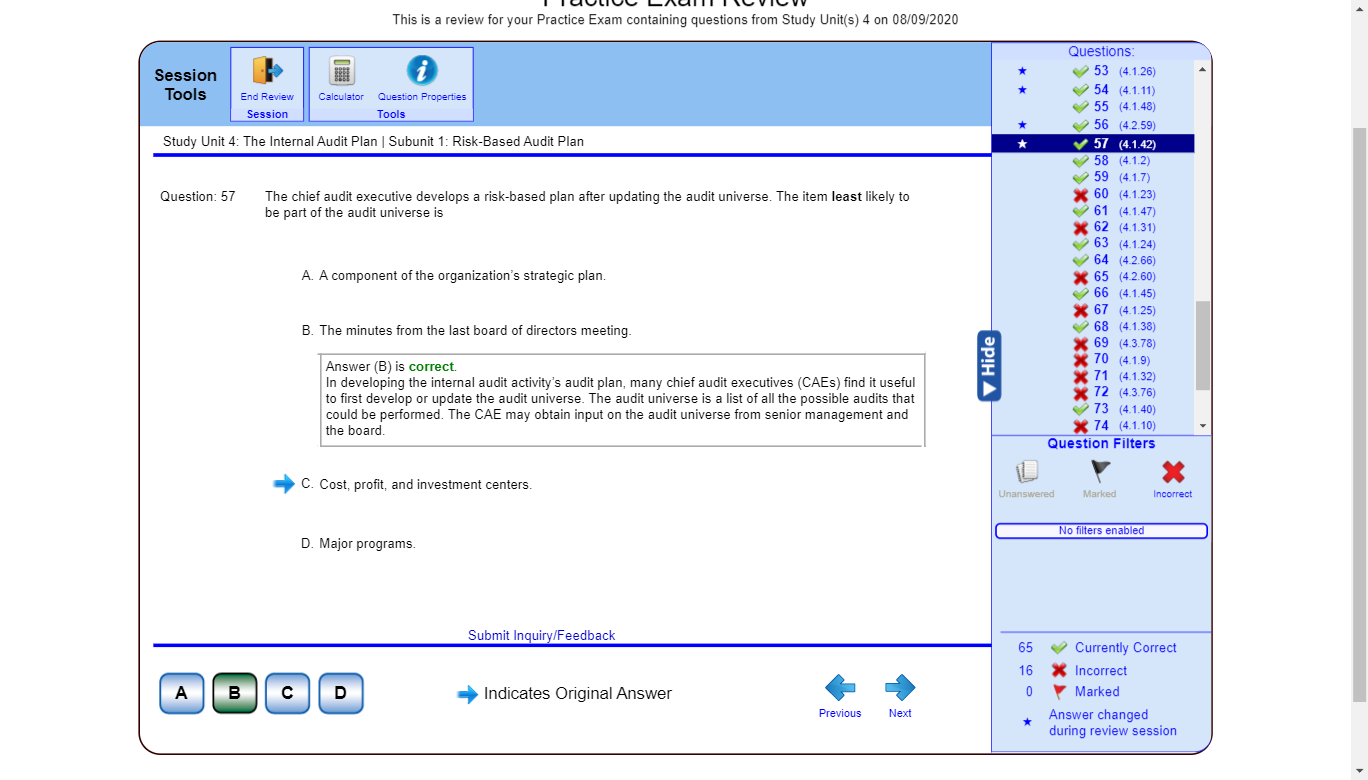 Practice Exam Review
This is a review for your Practice Exam containing questions from Study Unit(s) 4 on 08/09/2020
Session
Tools
End Review
Session
Calculator
Question Properties
Tools
Study Unit 4: The Internal Audit Plan | Subunit 1: Risk-Based Audit Plan
Question: 57
The chief audit executive develops a risk-based plan after updating the audit universe. The item least likely to
be part of the audit universe is
A. A component of the organization's strategic plan.
B. The minutes from the last board of directors meeting.
Answer (B) is correct.
In developing the internal audit activity's audit plan, many chief audit executives (CAEs) find it useful
to first develop or update the audit universe. The audit universe is a list of all the possible audits that
could be performed. The CAE may obtain input on the audit universe from senior management and
the board.
C. Cost, profit, and investment centers.
D. Major programs.
Submit Inquiry/Feedback
A
B
C
D
Indicates Original Answer
Previous
Next
Hide
Questions:
53 (4.1.26)
54 (4.1.11)
55 (4.1.48)
56 (4.2.59)
57 (4.1.42)
58 (4.1.2)
59 (4.1.7)
60 (4.1.23)
61 (4.1.47)
62 (4.1.31)
63 (4.1.24)
64 (4.2.66)
65 (4.2.60)
66 (4.1.45)
67 (4.1.25)
68 (4.1.38)
69 (4.3.78)
70 (4.1.9)
71 (4.1.32)
72 (4.3.76)
73 (4.1.40)
74 (4.1.10)
Question Filters
Unanswered
Marked
Incorrect
No filters enabled
65 Currently Correct
16 Incorrect
0 Marked
Answer changed
during review session